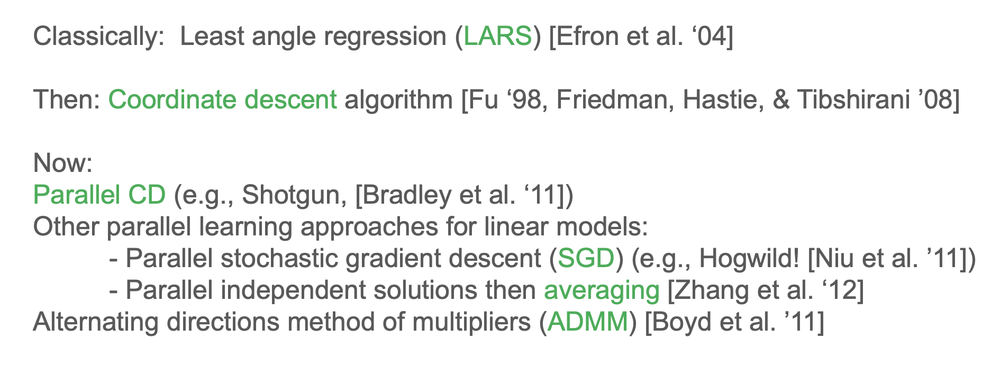 Classically:  Least angle regression (LARS) [Efron et al. ‘04]
Then: Coordinate descent algorithm [Fu ‘98, Friedman, Hastie, & Tibshirani ’08]
Now:
Parallel CD (e.g., Shotgun, [Bradley et al. ‘11])
Other parallel learning approaches for linear models:
- Parallel stochastic gradient descent (SGD) (e.g., Hogwild! [Niu et al. ’11])
- Parallel independent solutions then averaging [Zhang et al. ‘12]
Alternating directions method of multipliers (ADMM) [Boyd et al. ’11]